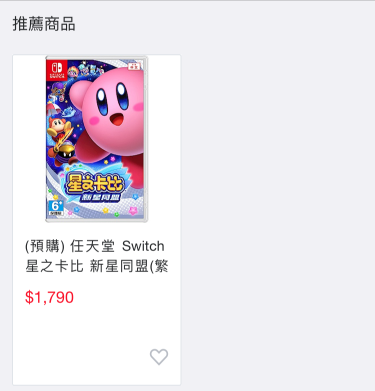 推薦商品
星之卡比
新星同盟
6+
(預購) 任天堂 Switch
星之卡比 新星同盟(繁
$1,790